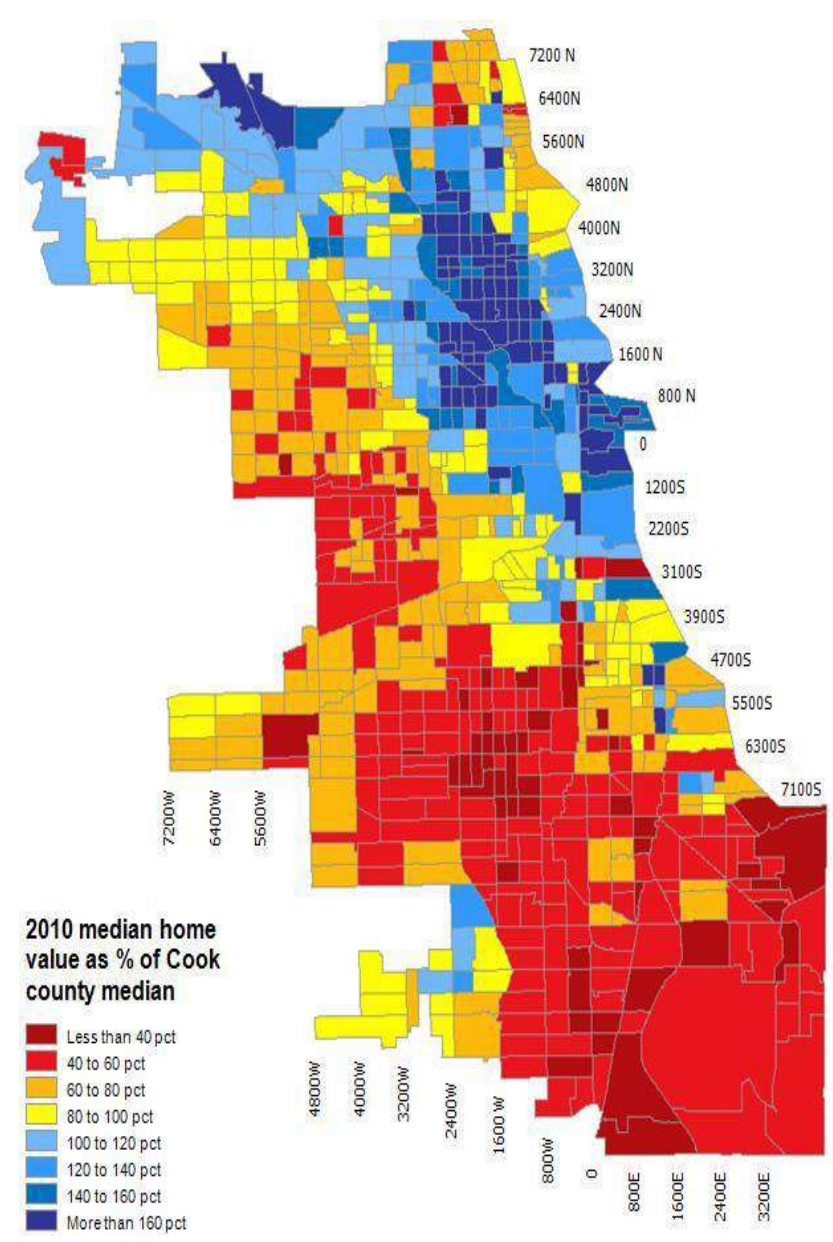 7200 N
6400N
5600N
4800N
4000N
3200N
2400N
1600 N
800 N
0
1200S
2200S
3100S
3900S
4700S
5500S
6300S
7100S
7200W
6400W
5600W
2010 median home
value as % of Cook
county median
Less than 40 pct
40 to 60 pct
60 to 80 pct
80 to 100 pct
100 to 120 pct
120 to 140 pct
140 to 160 pct
More than 160 pct
4800W
4000W
3200W
2400W
1600 W
800W
0
800E
1600E
2400E
3200E